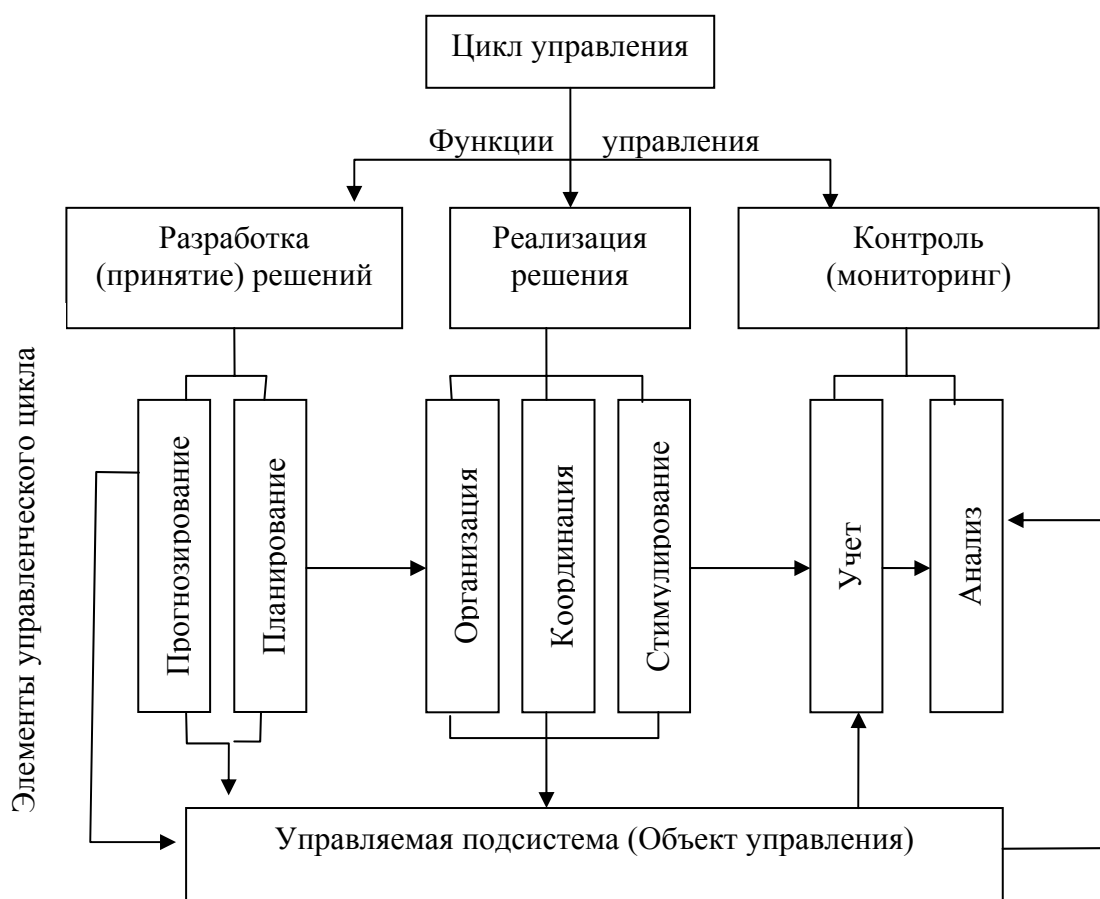 Цикл управления
Функции управления
Разработка
(принятие) решений
Реализация
решения
Контроль
(мониторинг)
Элементы управленческого цикла
Прогнозирование
Планирование
Организация
Координация
Стимулирование
Учет
Анализ
Управляемая подсистема (Объект управления)